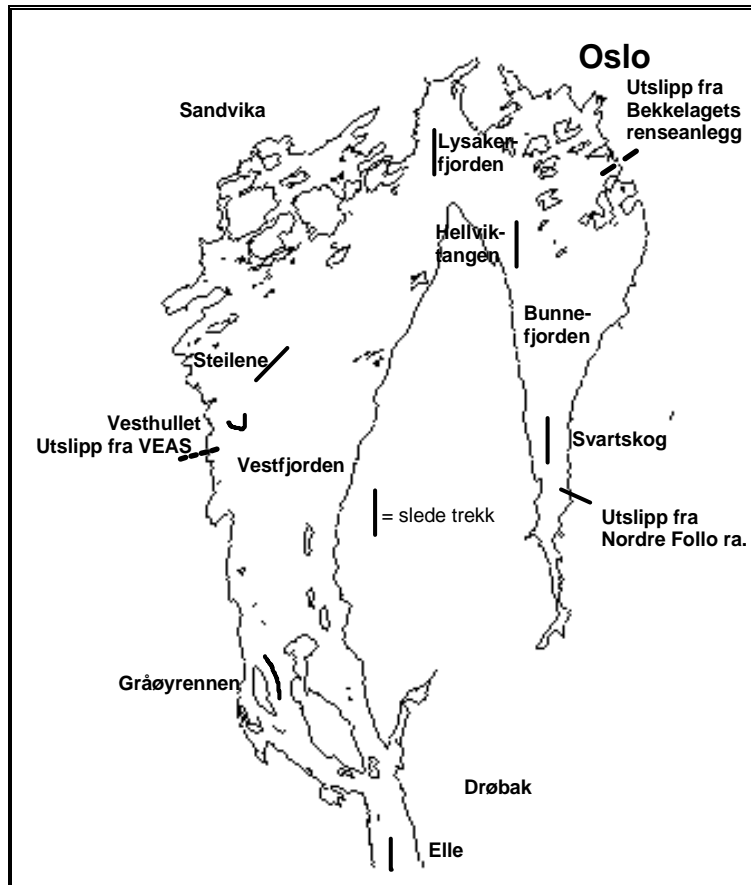 Oslo
Utslipp fra
Bekkelagets
renseanlegg
Sandvika
Lysaker-
fjorden
Hellvik-
tangen
Bunne-
fjorden
Steilene
Vesthullet
Utslipp fra VEAS
Vestfjorden
Svartskog
= slede trekk
Utslipp fra
Nordre Follo ra.
Gråøyrennen
Drøbak
Elle